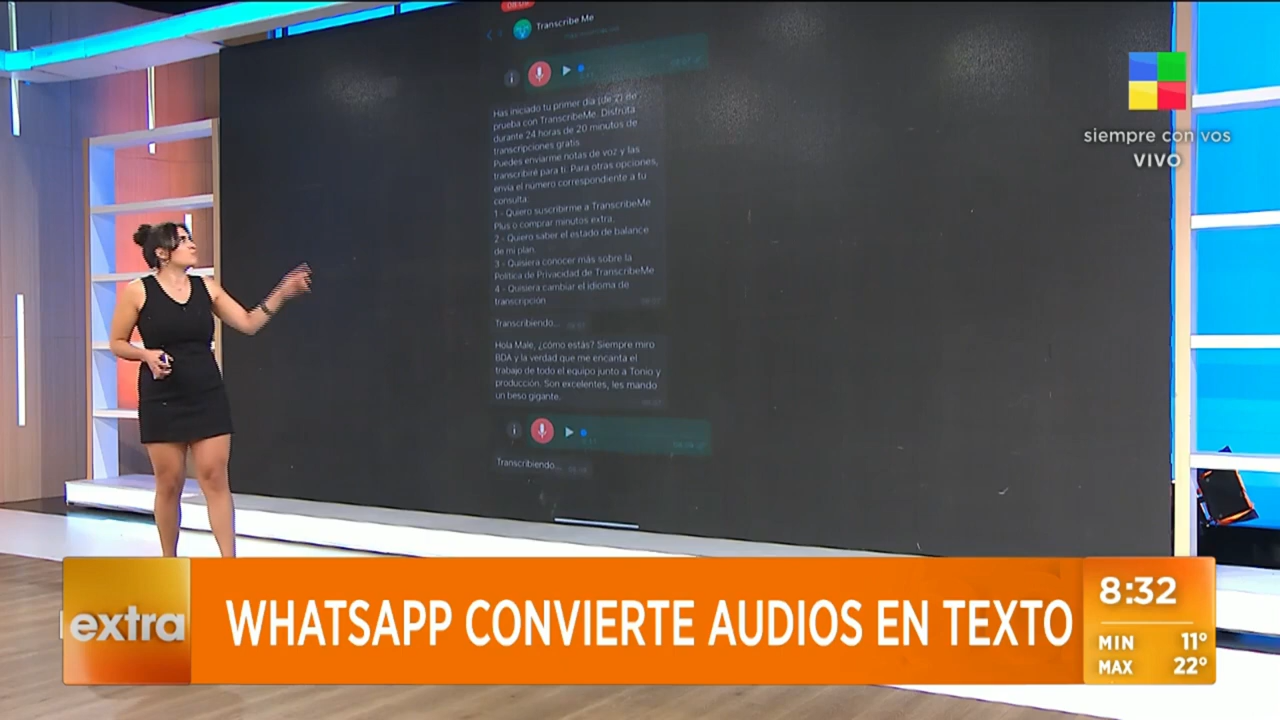 Transcribe Me
Has iniciado tu primer día (de 2) de
prueba con TranscribeMe. Disfruta
durante 24 horas de 20 minutos de
transcripciones gratis
Puedes enviarme notas de voz y las
transcribiré para ti. Para otras opciones,
envía el número correspondiente a tu
consulta.
1 - Quiero suscribirme a TranscribeMe
Plus o comprar minutos extra.
2 - Quiero saber el estado de balance
de mi plan.
3 - Quisiera conocer más sobre la
Política de Privacidad de TranscribeMe
4 - Quisiera cambiar el idioma de
transcripción
Transcribiendo...
Hola Male, ¿cómo estás? Siempre miro
BDA y la verdad que me encanta el
trabajo de todo el equipo junto a Tonio y
producción. Son excelentes, les mando
un beso gigante.
Transcribiendo...
siempre con vos
VIVO
extra
WHATSAPP CONVIERTE AUDIOS EN TEXTO
8:32
MIN 11°
MAX 22°